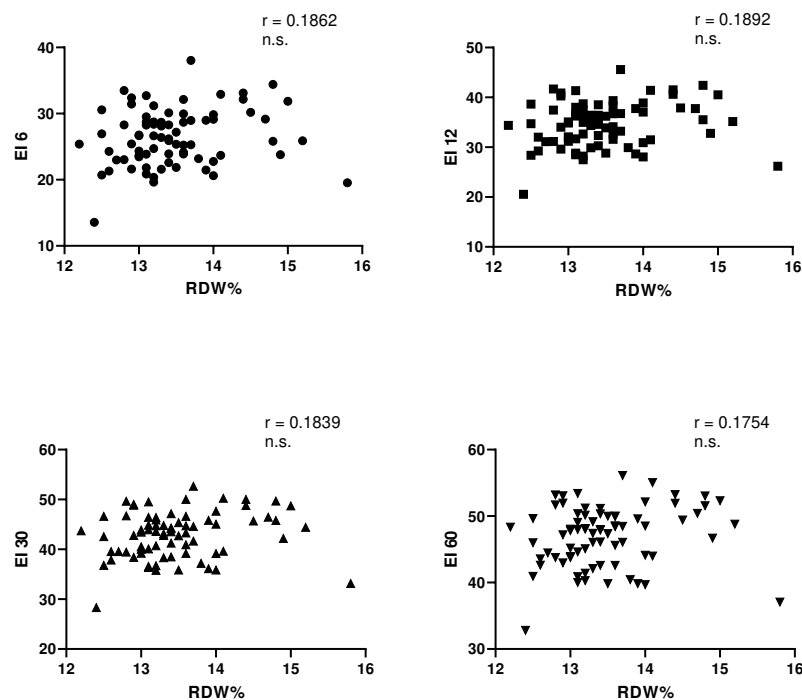 r = 0.1862
n.s.
50
40
30
20
10
EI 6
12
13
14
15
16
RDW%
r = 0.1892
n.s.
50
40
30
20
10
EI 12
12
13
14
15
16
RDW%
r = 0.1839
n.s.
60
50
40
30
20
EI 30
12
13
14
15
16
RDW%
r = 0.1754
n.s.
60
50
40
30
EI 60
12
13
14
15
16
RDW%